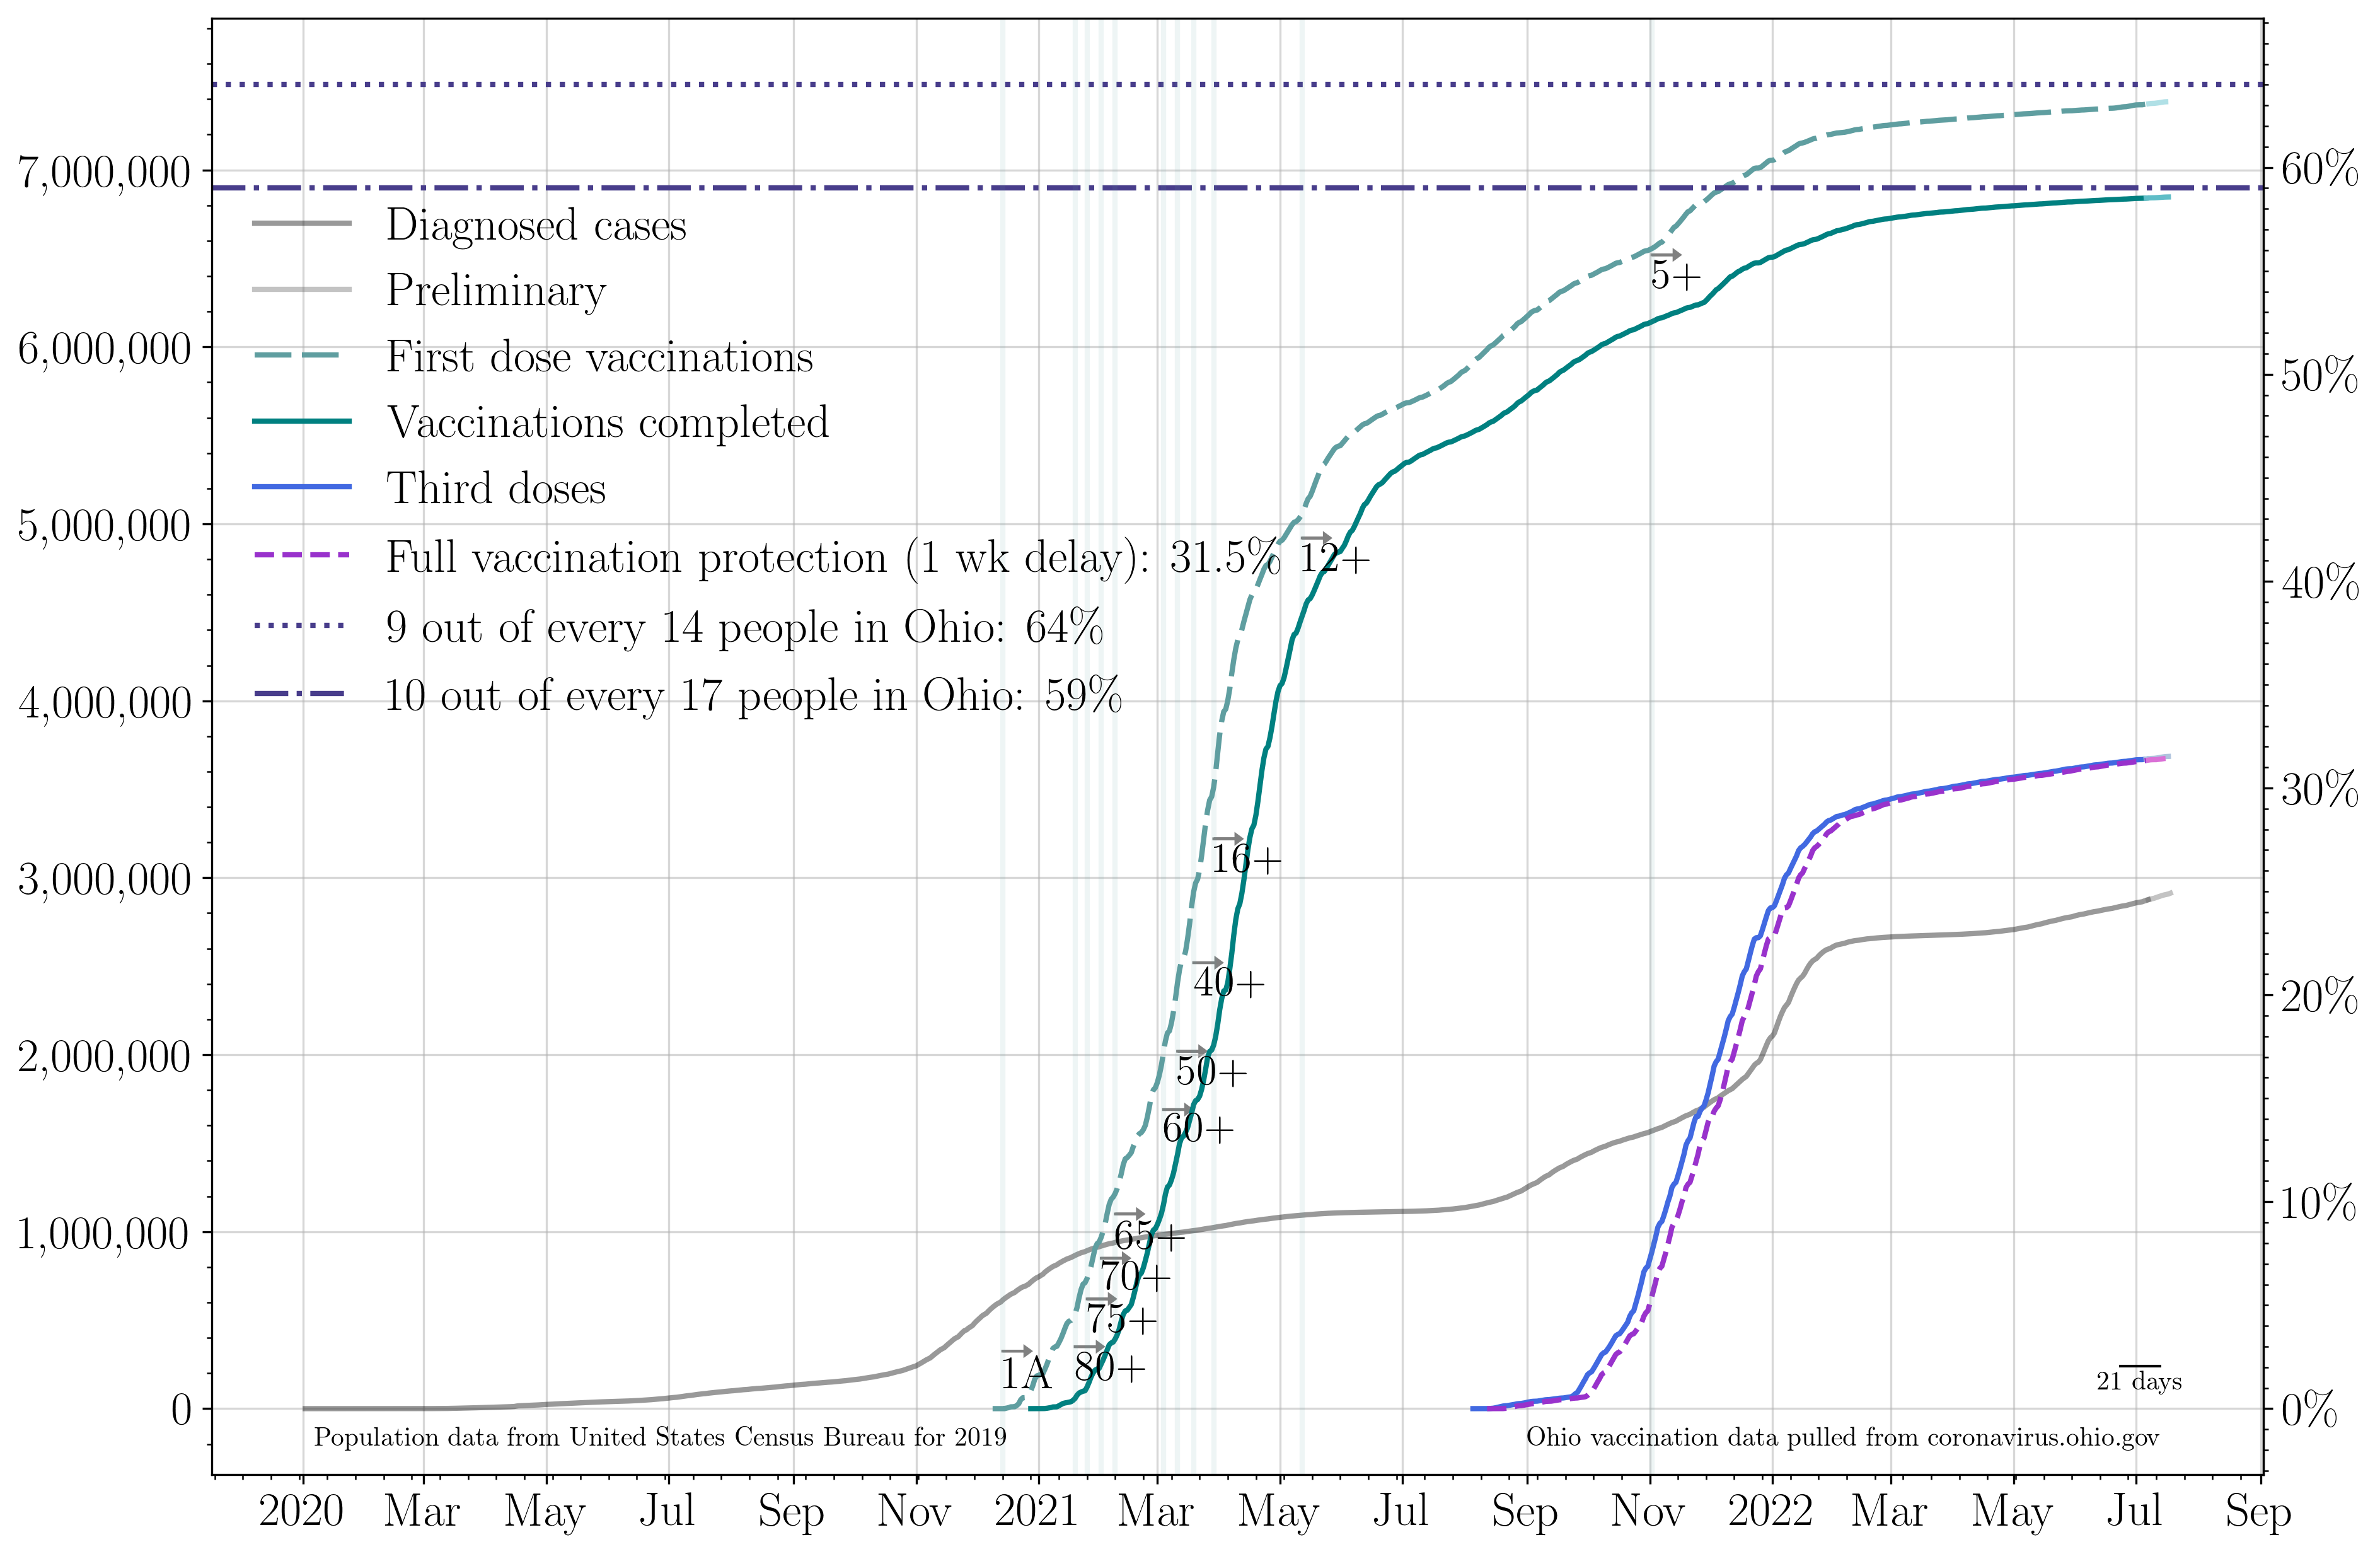 7,000,000
6,000,000
5,000,000
4,000,000
3,000,000
2,000,000
1,000,000
0
Diagnosed cases
Preliminary
First dose vaccinations
Vaccinations completed
Third doses
Full vaccination protection (1 wk delay): 31.5%
9 out of every 14 people in Ohio: 64%
10 out of every 17 people in Ohio: 59%
5+
12+
16+
40+
50+
60+
65+
70+
75+
80+
1A
21 days
60%
50%
40%
30%
20%
10%
0%
Population data from United States Census Bureau for 2019
Ohio vaccination data pulled from coronavirus.ohio.gov
2020 Mar May Jul Sep Nov 2021 Mar May Jul Sep Nov 2022 Mar May Jul Sep